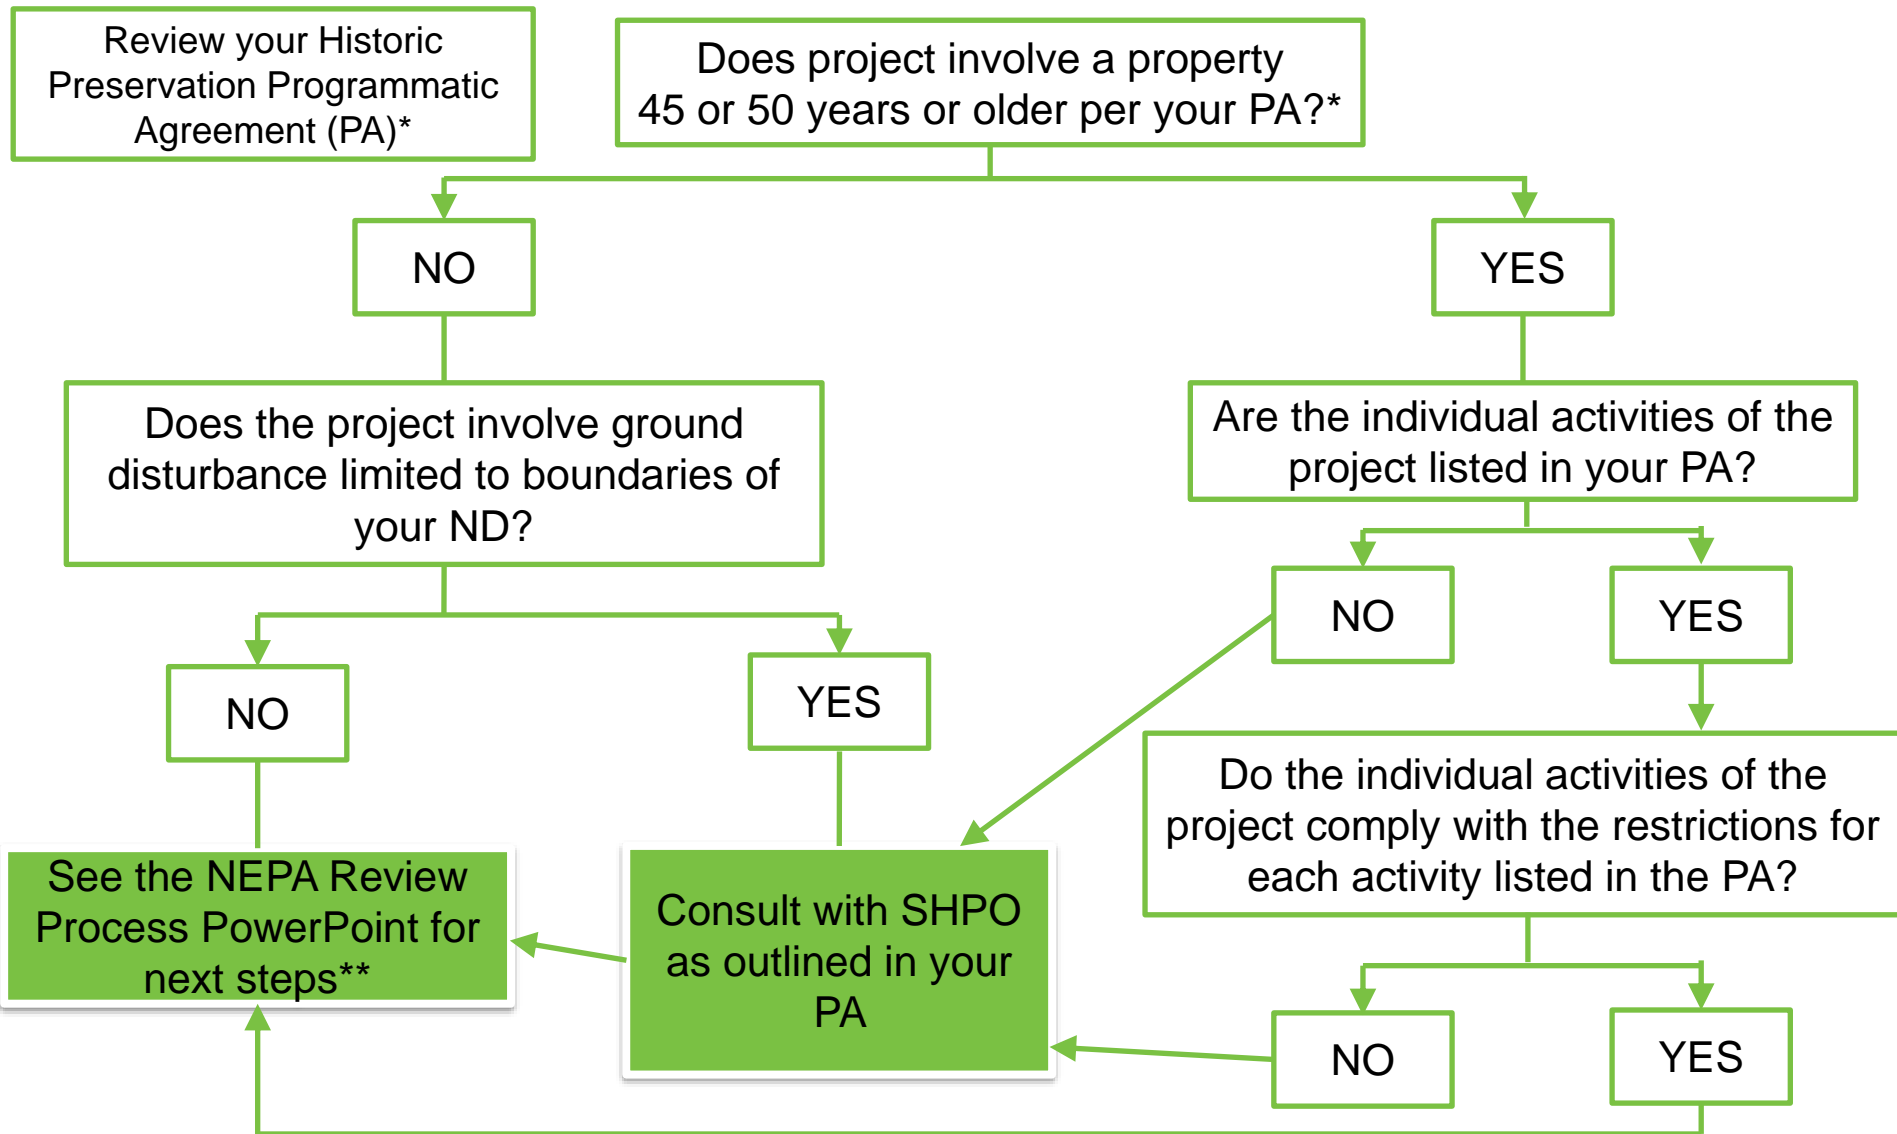 Review your Historic
Preservation Programmatic
Agreement (PA)*
Does project involve a property
45 or 50 years or older per your PA?*
NO
YES
Does the project involve ground
disturbance limited to boundaries of
your ND?
Are the individual activities of the
project listed in your PA?
NO
YES
NO
YES
Do the individual activities of the
project comply with the restrictions for
each activity listed in the PA?
See the NEPA Review
Process PowerPoint for
next steps**
Consult with SHPO
as outlined in your
PA
NO
YES